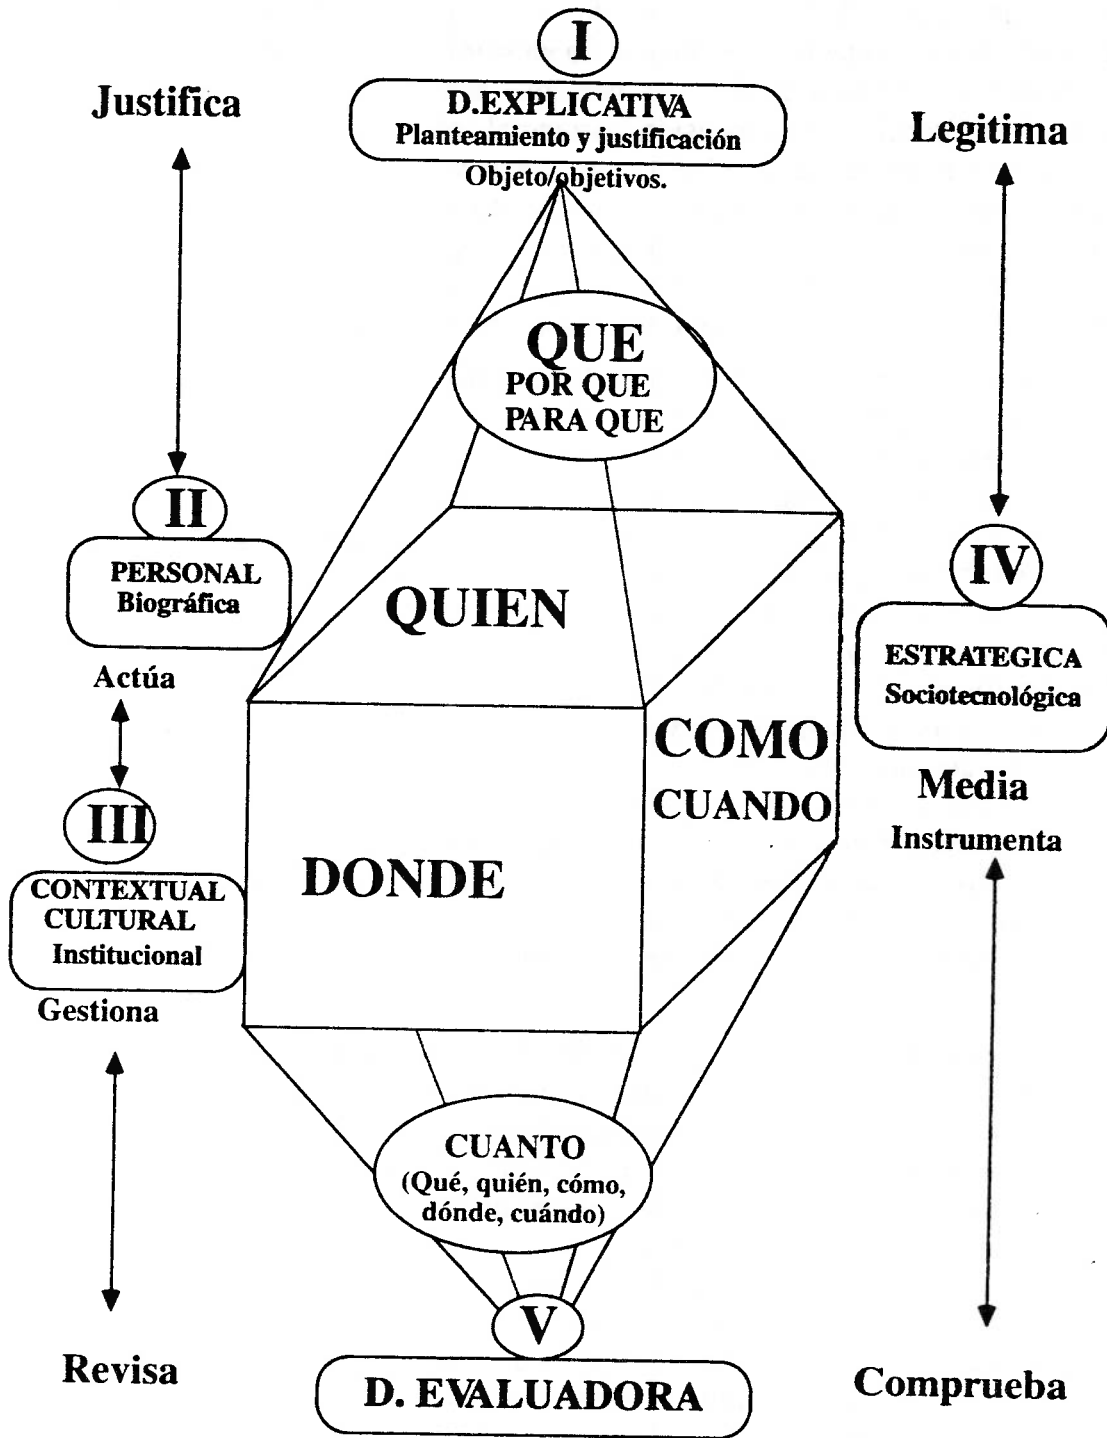 I
D.EXPLICATIVA
Planteamiento y justificación
Objeto/objetivos.
Justifica
Legitima
QUE
POR QUE
PARA QUE
II
PERSONAL
Biográfica
Actúa
QUIEN
IV
ESTRATEGICA
Sociotecnológica
Media
Instrumenta
COMO
CUANDO
III
CONTEXTUAL
CULTURAL
Institucional
Gestiona
DONDE
CUANTO
(Qué, quién, cómo,
dónde, cuándo)
V
D. EVALUADORA
Revisa
Comprueba